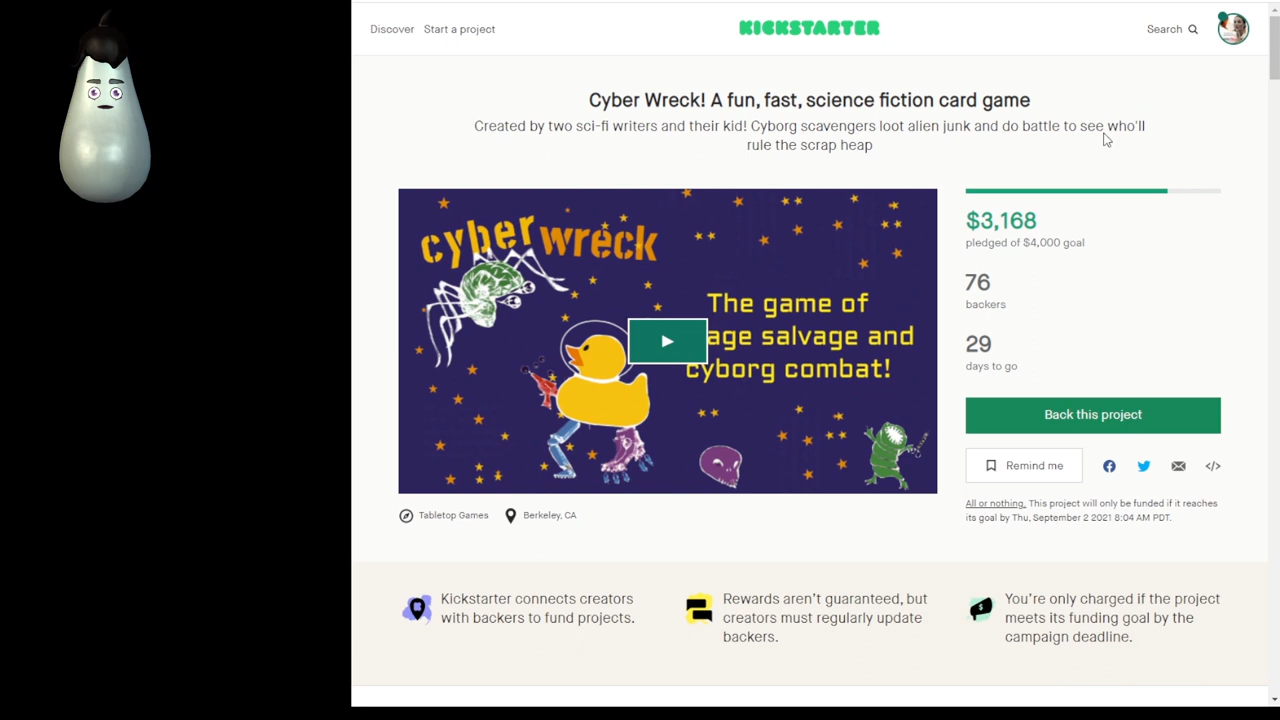 Discover Start a project KICKSTARTER Search
Cyber Wreck! A fun, fast, science fiction card game
Created by two sci-fi writers and their kid! Cyborg scavengers loot alien junk and do battle to see who'll
rule the scrap heap
cyber wreck
The game of
age salvage and
cyborg combat!
$3,168
pledged of $4,000 goal
76
backers
29
days to go
Back this project
Remind me
All or nothing. This project will only be funded if it reaches
its goal by Thu, September 2 2021 8:04 AM PDT.
Tabletop Games Berkeley, CA
Kickstarter connects creators
with backers to fund projects.
Rewards aren't guaranteed, but
creators must regularly update
backers.
You're only charged if the project
meets its funding goal by the
campaign deadline.